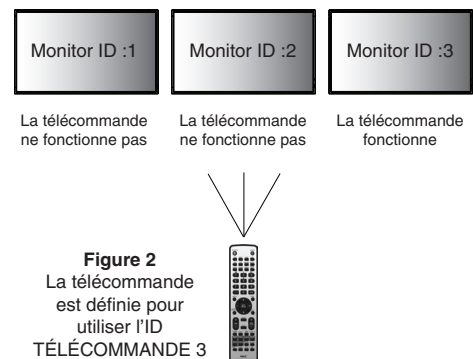 Monitor ID :1
Monitor ID :2
Monitor ID :3
La télécommande
ne fonctionne pas
La télécommande
ne fonctionne pas
La télécommande
fonctionne
Figure 2
La télécommande
est définie pour
utiliser l'ID
TÉLÉCOMMANDE 3